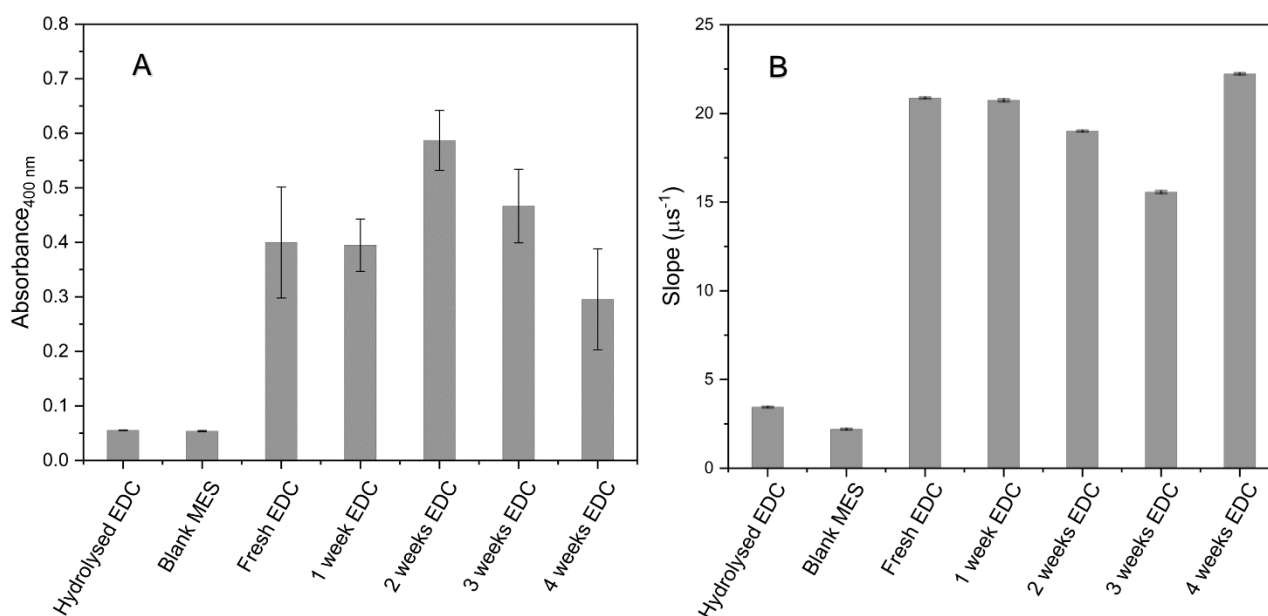 A
Absorbance400 nm
0.8
0.7
0.6
0.5
0.4
0.3
0.2
0.1
0.0
Hydrolysed EDC
Blank MES
Fresh EDC
1 week EDC
2 weeks EDC
3 weeks EDC
4 weeks EDC
B
Slope (µs-1)
25
20
15
10
5
0
Hydrolysed EDC
Blank MES
Fresh EDC
1 week EDC
2 weeks EDC
3 weeks EDC
4 weeks EDC